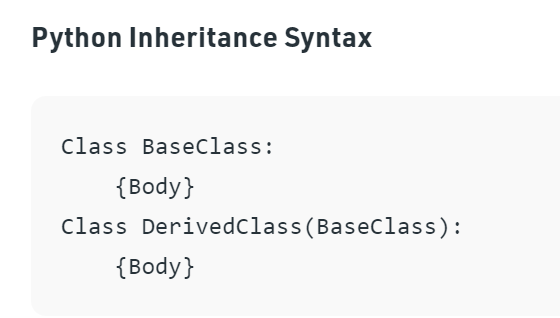 Python Inheritance Syntax
Class BaseClass:
    {Body}
Class DerivedClass(BaseClass):
    {Body}